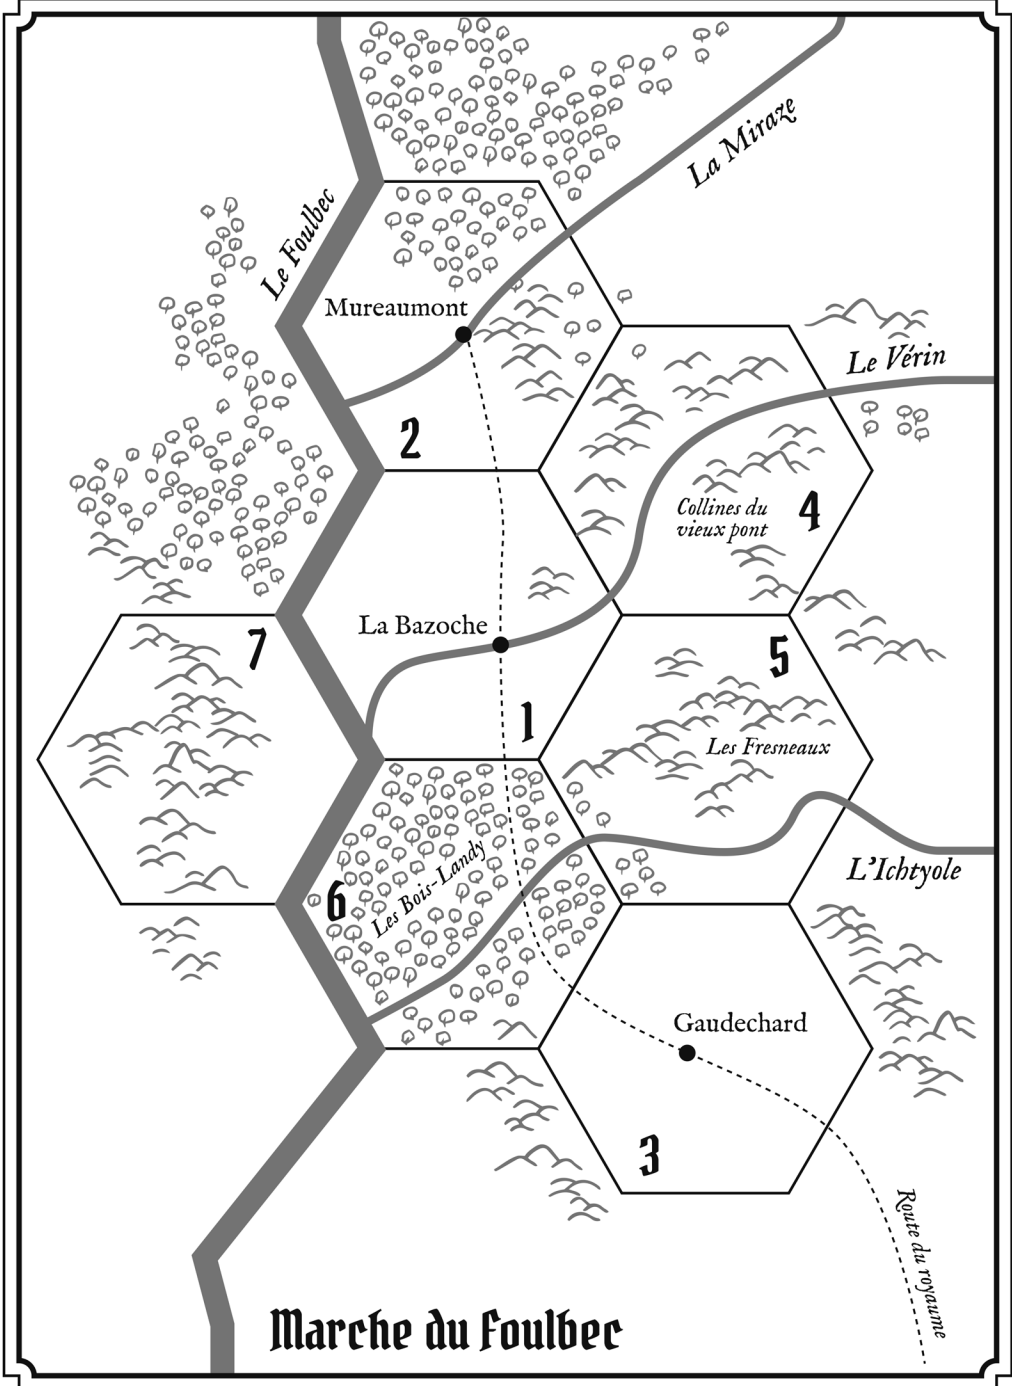 La Miraze
Le Foulbec
Mureaumont
Le Vérin
2
Collines du
vieux pont
4
La Bazoche
7
5
1
Les Fresneaux
L'Ichtyole
Les Bois-Landy
6
Gaudechard
3
Route du royaume
Marche du Foulbec